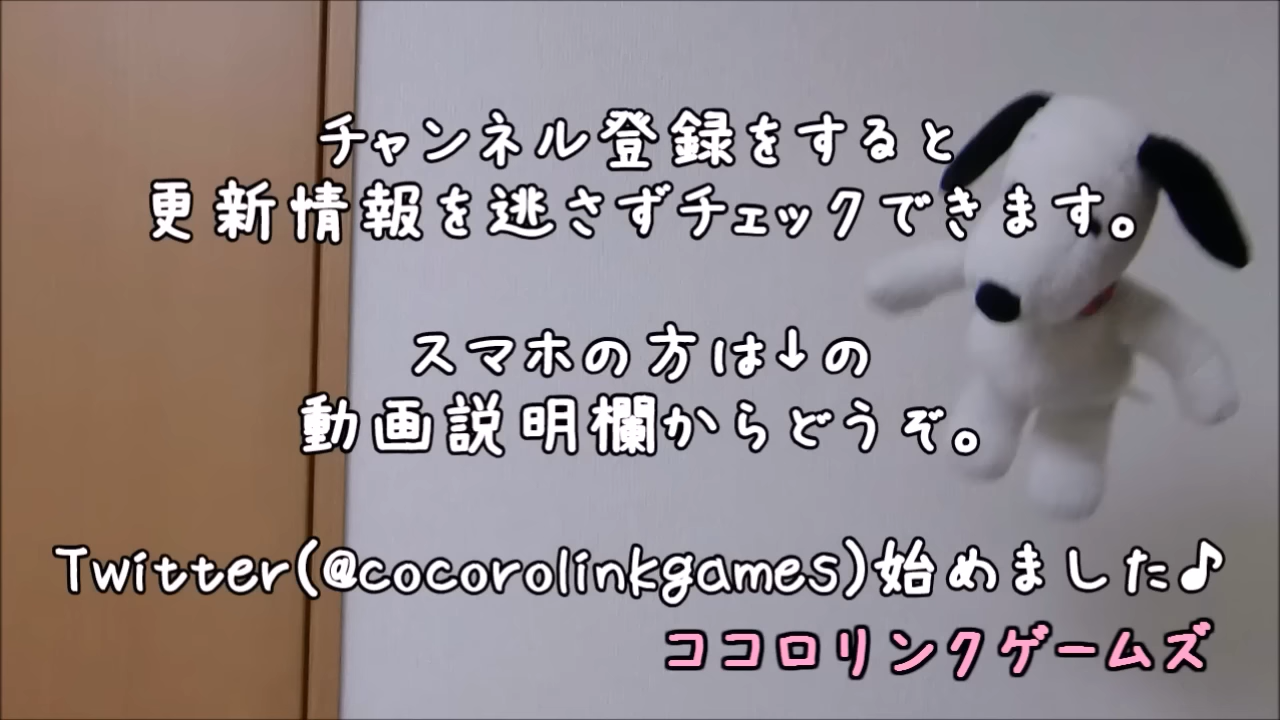 チャンネル登録をすると
更新情報を逃さずチェックできます。
スマホの方は↓の
動画説明欄からどうぞ。
Twitter(@cocorolinkgames)始めました♪
ココロリンクゲームズ